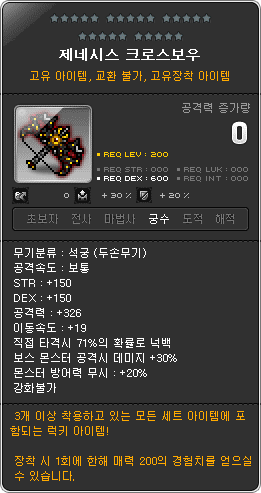 제네시스 크로스보우
고유 아이템, 교환 불가, 고유장착 아이템
공격력 증가량
0
REQ LEV : 200
REQ STR : 000
REQ LUK : 000
REQ DEX : 600
REQ INT : 000
0
+ 30 %
+ 20 %
초보자 전사 마법사 궁수 도적 해적
무기분류 : 석궁 (두손무기)
공격속도 : 보통
STR : +150
DEX : +150
공격력 : +326
이동속도 : +19
직접 타격시 71%의 확률로 넉백
보스 몬스터 공격시 데미지 +30%
몬스터 방어력 무시 : +20%
강화불가
3개 이상 착용하고 있는 모든 세트 아이템에 포
함되는 럭키 아이템!
장착 시 1회에 한해 매력 200의 경험치를 얻으실
수 있습니다.